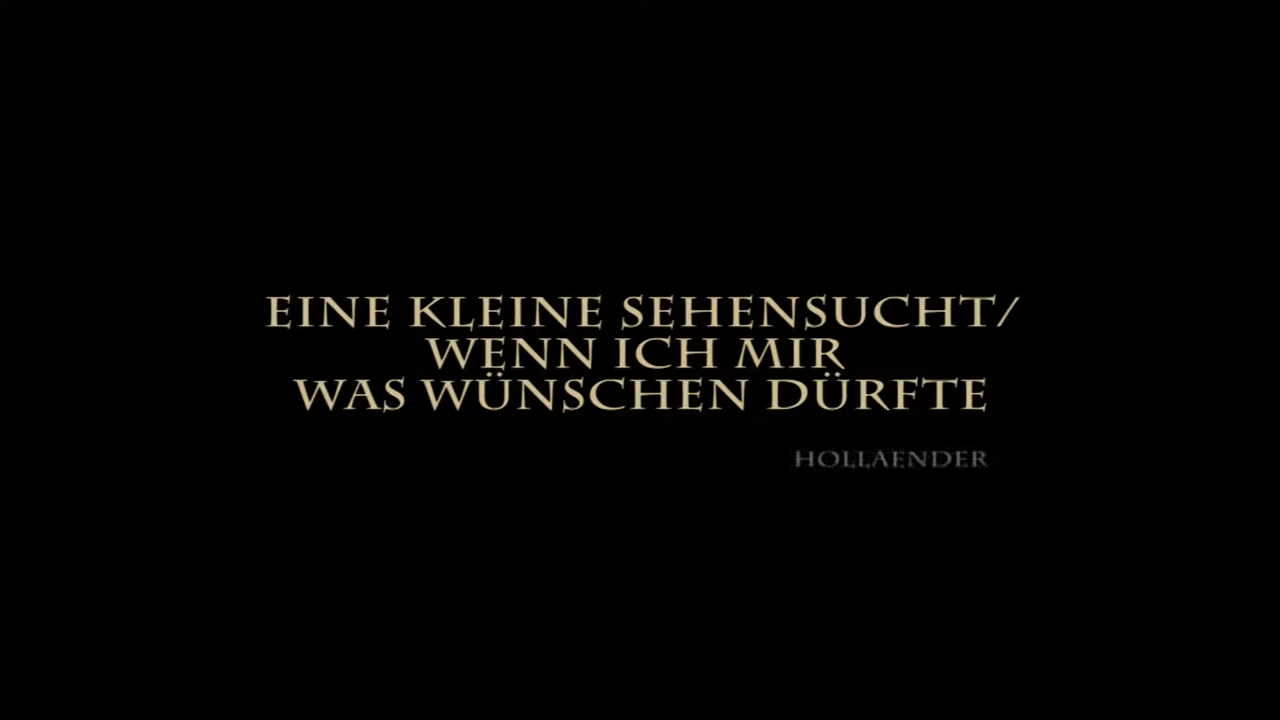 EINE KLEINE SEHENSUCHT/
WENN ICH MIR
WAS WÜNSCHEN DÜRFTE
HOLLAENDER